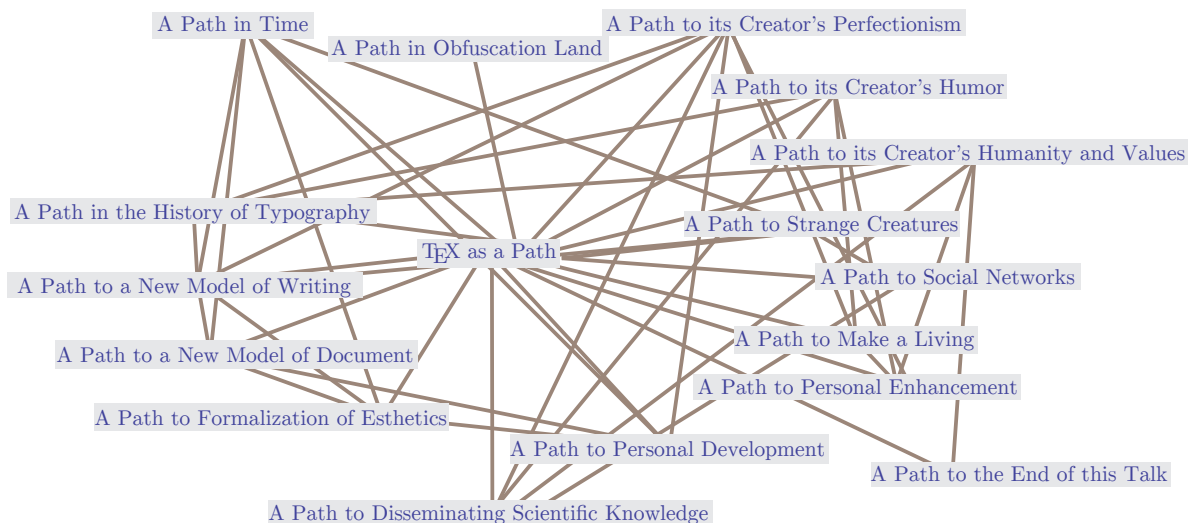 A Path in Time
A Path to its Creator's Perfectionism
A Path in Obfuscation Land
A Path to its Creator's Humor
A Path to its Creator's Humanity and Values
A Path in the History of Typography
A Path to Strange Creatures
TEX as a Path
A Path to Social Networks
A Path to a New Model of Writing
A Path to Make a Living
A Path to a New Model of Document
A Path to Personal Enhancement
A Path to Formalization of Esthetics
A Path to Personal Development
A Path to the End of this Talk
A Path to Disseminating Scientific Knowledge